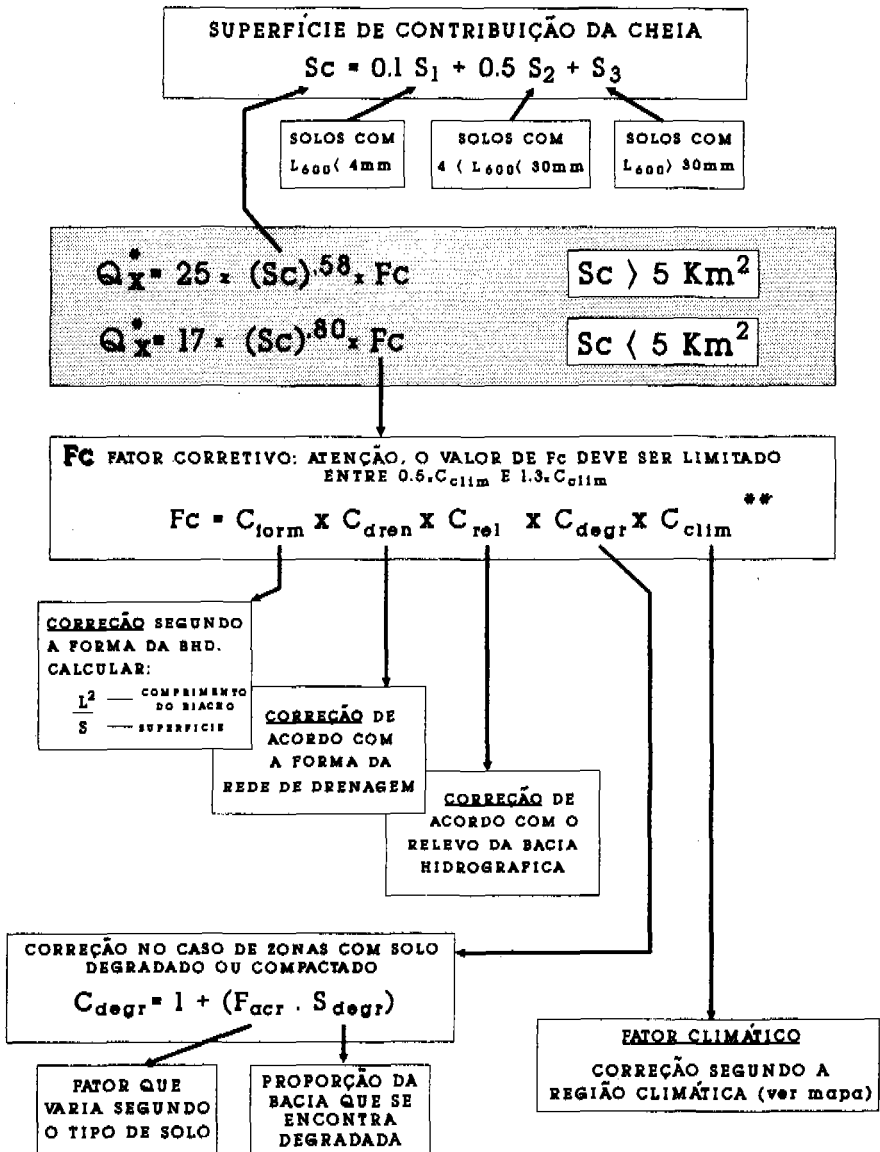 SUPERFÍCIE DE CONTRIBUIÇÃO DA CHEIA
Sc = 0.1 S1 + 0.5 S2 + S3
SOLOS COM
L600< 4mm
SOLOS COM
4 < L600< 30mm
SOLOS COM
L600> 30mm
Q*x= 25 x (Sc).58 x Fc
Sc > 5 Km2
Q*x= 17 x (Sc).80 x Fc
Sc < 5 Km2
Fc FATOR CORRETIVO: ATENÇÃO, O VALOR DE Fc DEVE SER LIMITADO
ENTRE 0.5xCclim E 1.3xCclim
Fc = Cform x Cdren x Crel x Cdegr x Cclim **
CORREÇÃO SEGUNDO
A FORMA DA BHD.
CALCULAR:
L2 — COMPRIMENTO
DO RIACHO
S — SUPERFICIE
CORREÇÃO DE
ACORDO COM
A FORMA DA
REDE DE DRENAGEM
CORREÇÃO DE
ACORDO COM O
RELEVO DA BACIA
HIDROGRAFICA
CORREÇÃO NO CASO DE ZONAS COM SOLO
DEGRADADO OU COMPACTADO
Cdegr= 1 + (Facr . Sdegr)
FATOR QUE
VARIA SEGUNDO
O TIPO DE SOLO
PROPORÇÃO DA
BACIA QUE SE
ENCONTRA
DEGRADADA
FATOR CLIMÁTICO
CORREÇÃO SEGUNDO A
REGIÃO CLIMÁTICA (ver mapa)